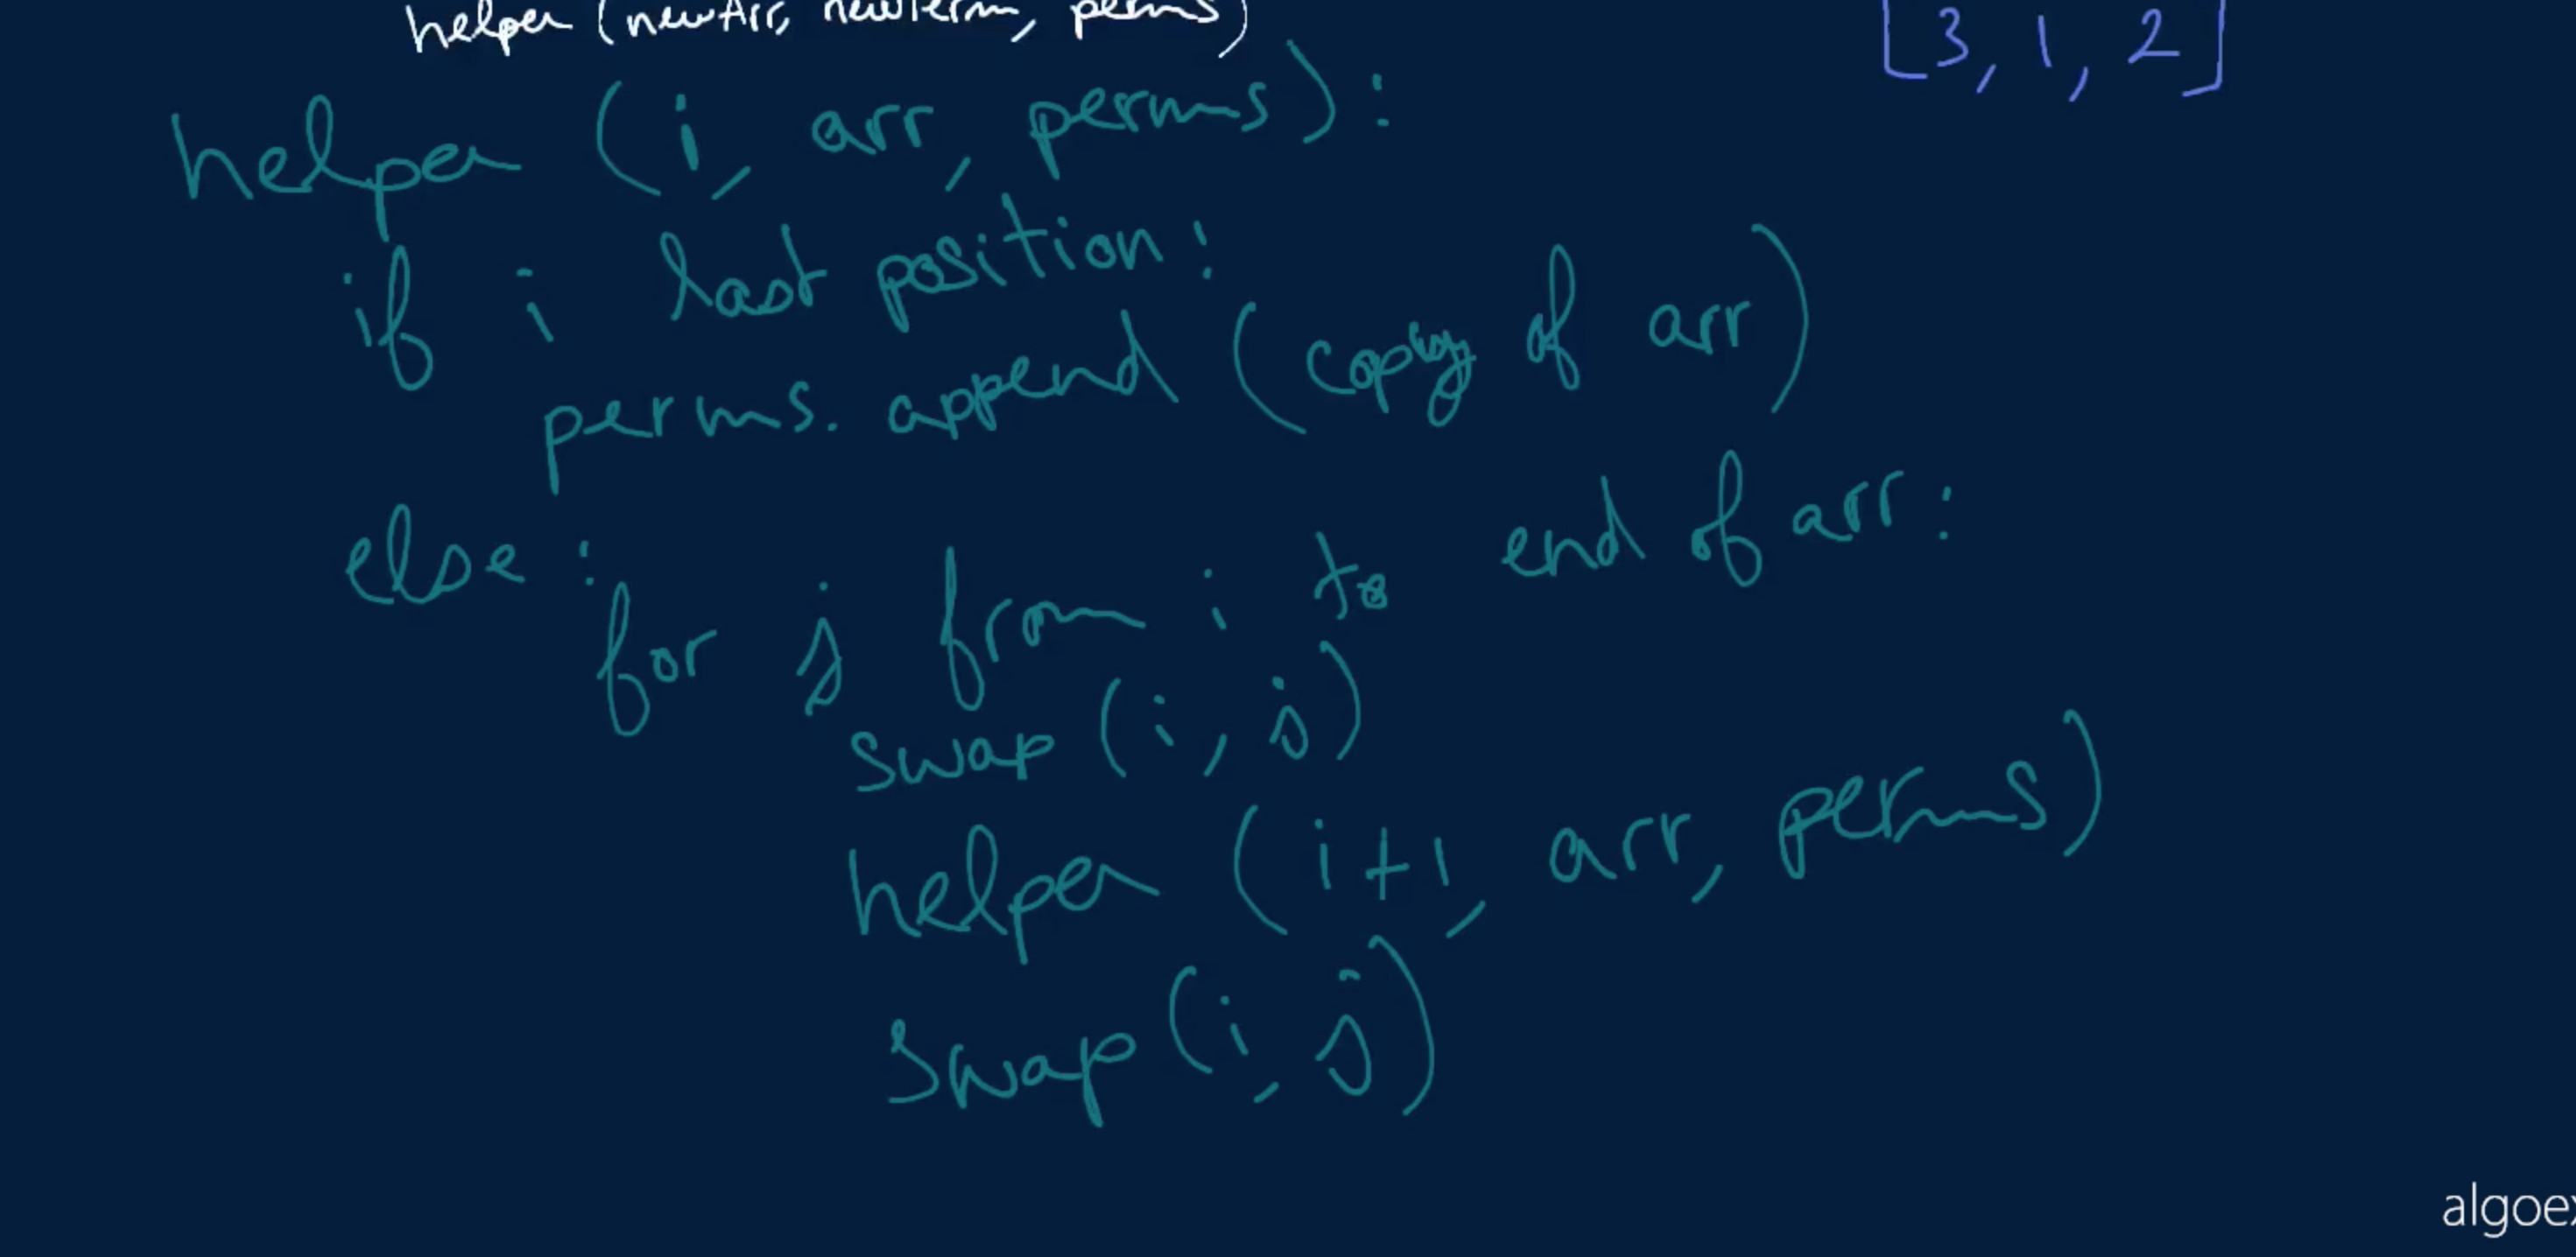 helper (newArr, newPerm, perms)
[3, 1, 2]
helper (i, arr, perms):
if i last position:
perms. append (copy of arr)
else:
for j from i to end of arr:
swap (i, j)
helper (i+1, arr, perms)
swap (i, j)
algoex